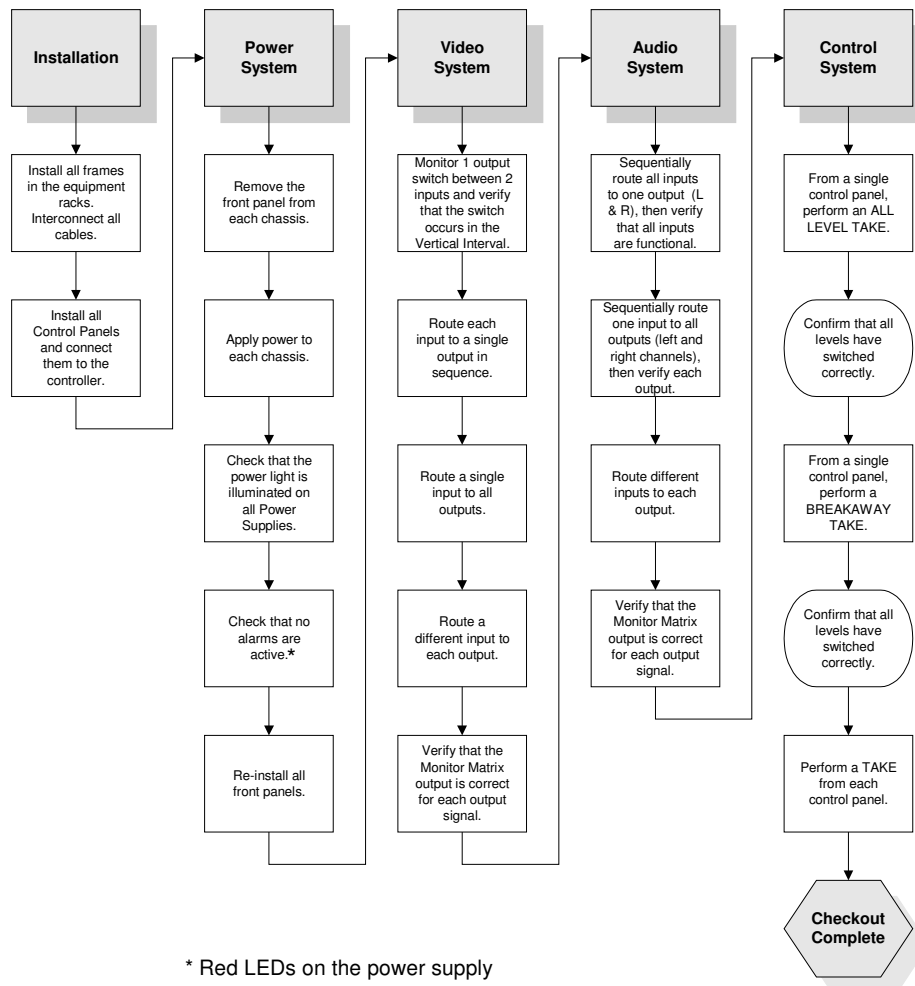 Installation
Install all frames
in the equipment
racks.
Interconnect all
cables.
Install all
Control Panels
and connect
them to the
controller.
Power
System
Remove the
front panel from
each chassis.
Apply power to
each chassis.
Check that the
power light is
illuminated on
all Power
Supplies.
Check that no
alarms are
active.*
Re-install all
front panels.
Video
System
Monitor 1 output
switch between 2
inputs and verify
that the switch
occurs in the
Vertical Interval.
Route each
input to a single
output in
sequence.
Route a single
input to all
outputs.
Route a
different input to
each output.
Verify that the
Monitor Matrix
output is correct
for each output
signal.
Audio
System
Sequentially
route all inputs
to one output (L
& R), then verify
that all inputs
are functional.
Sequentially route
one input to all
outputs (left and
right channels),
then verify each
output.
Route different
inputs to each
output.
Verify that the
Monitor Matrix
output is correct
for each output
signal.
Control
System
From a single
control panel,
perform an ALL
LEVEL TAKE.
Confirm that all
levels have
switched
correctly.
From a single
control panel,
perform a
BREAKAWAY
TAKE.
Confirm that all
levels have
switched
correctly.
Perform a TAKE
from each
control panel.
Checkout
Complete
* Red LEDs on the power supply